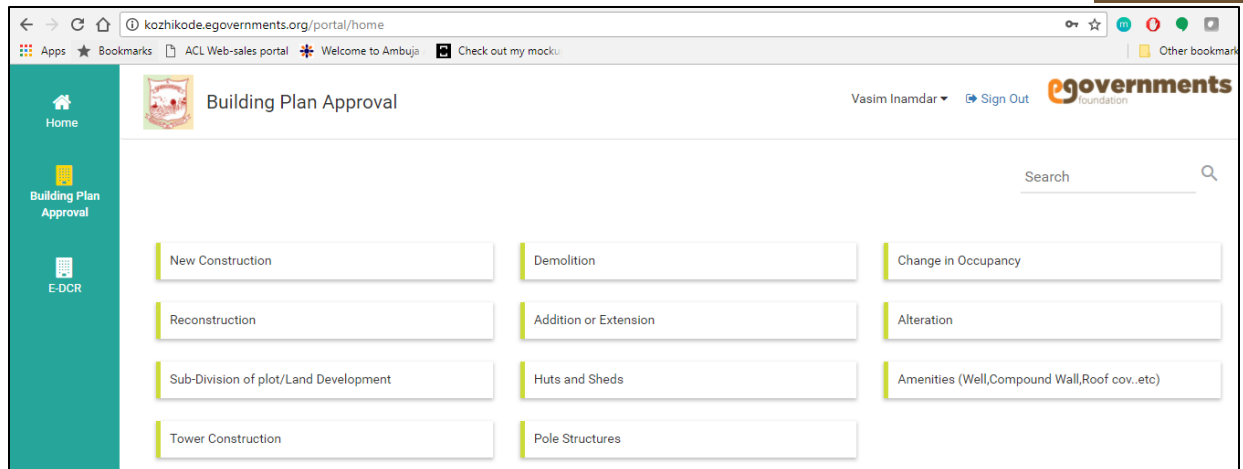 kozhikode.egovernments.org/portal/home
m
Apps Bookmarks ACL Web-sales portal Welcome to Ambuja Check out my mocku Other bookmark
Home
Building Plan Approval
Vasim Inamdar Sign Out
egovernments
foundation
Building Plan
Approval
Search
E-DCR
New Construction Demolition Change in Occupancy
Reconstruction Addition or Extension Alteration
Sub-Division of plot/Land Development Huts and Sheds Amenities (Well,Compound Wall,Roof cov..etc)
Tower Construction Pole Structures